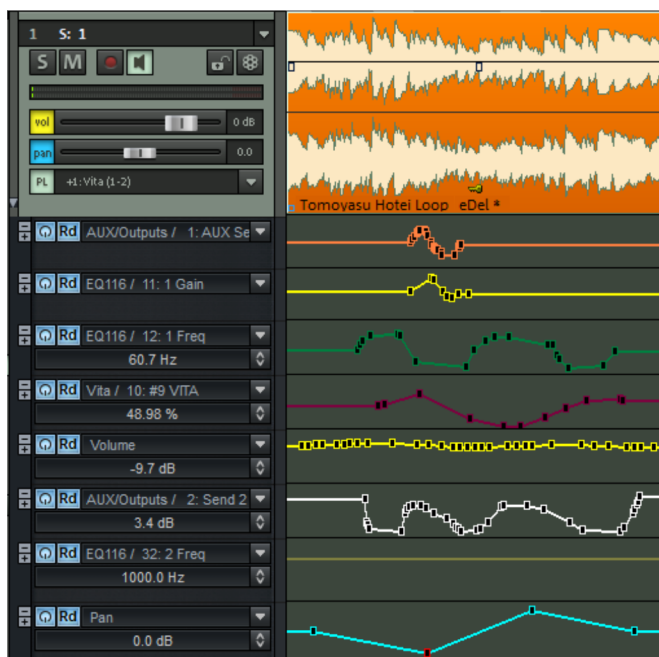 1 S: 1
S M
vol 0 dB
pan 0.0
PL +1:Vita (1-2)
Tomoyasu Hotei Loop eDel *
Rd AUX/Outputs / 1: AUX Se
Rd EQ116 / 11: 1 Gain
Rd EQ116 / 12: 1 Freq
60.7 Hz
Rd Vita / 10: #9 VITA
48.98 %
Rd Volume
-9.7 dB
Rd AUX/Outputs / 2: Send 2
3.4 dB
Rd EQ116 / 32: 2 Freq
1000.0 Hz
Rd Pan
0.0 dB